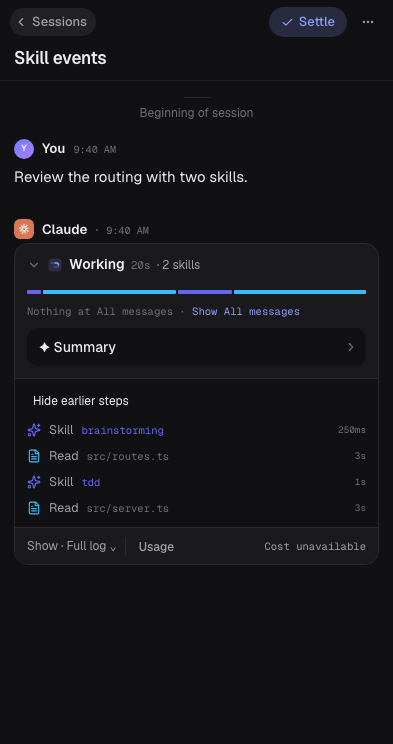 Sessions
Settle
Skill events
Beginning of session
Y You 9:40 AM
Review the routing with two skills.
Claude · 9:40 AM
Working 20s · 2 skills
Nothing at All messages · Show All messages
Summary
Hide earlier steps
Skill brainstorming 250ms
Read src/routes.ts 3s
Skill tdd 1s
Read src/server.ts 3s
Show · Full log Usage Cost unavailable